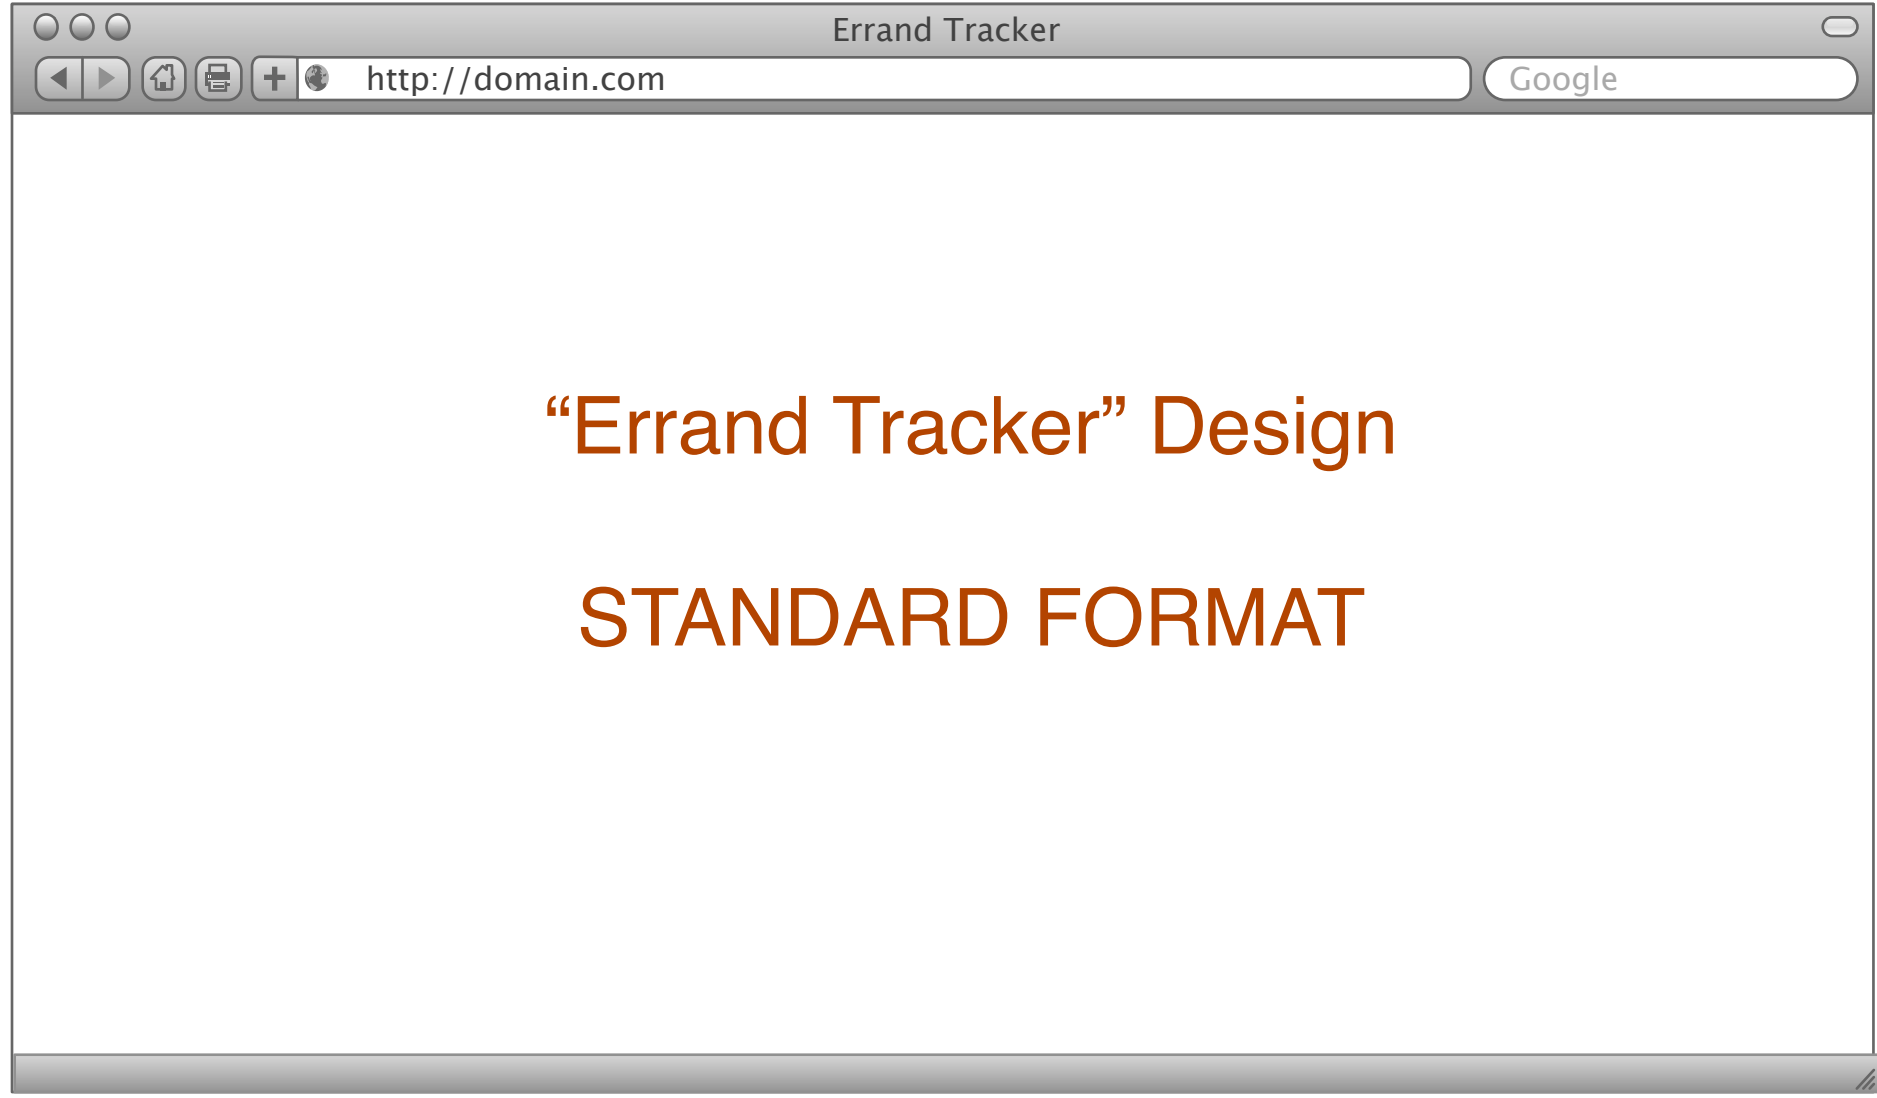 Errand Tracker
http://domain.com
Google
“Errand Tracker” Design
STANDARD FORMAT